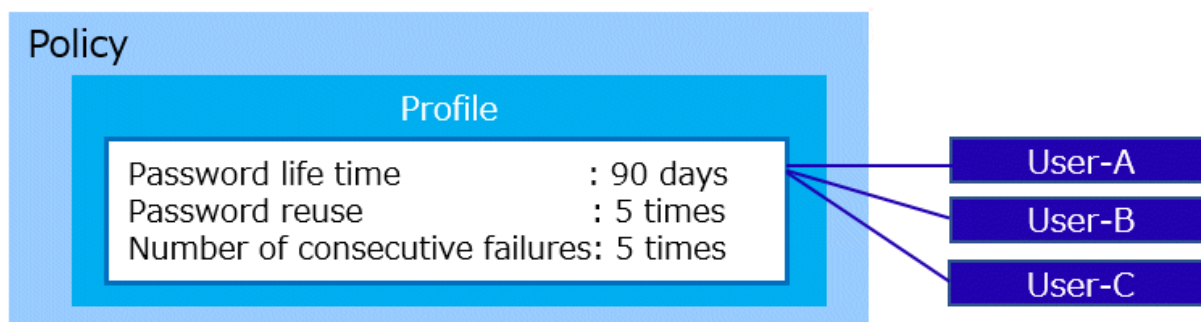 Policy
Profile
Password life time : 90 days
Password reuse : 5 times
Number of consecutive failures: 5 times
User-A
User-B
User-C